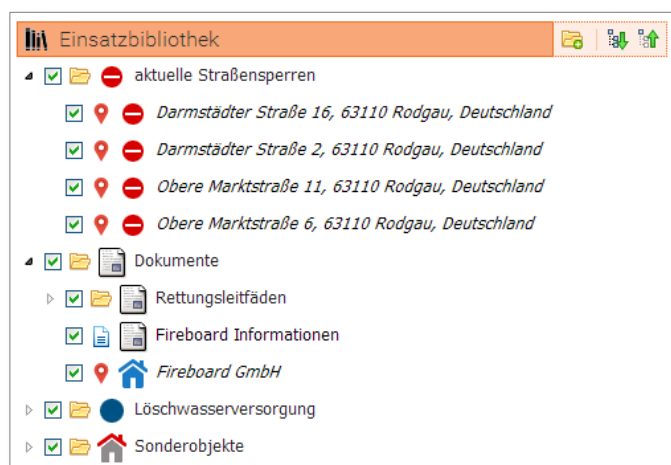 Einsatzbibliothek
aktuelle Straßensperren
Darmstädter Straße 16, 63110 Rodgau, Deutschland
Darmstädter Straße 2, 63110 Rodgau, Deutschland
Obere Marktstraße 11, 63110 Rodgau, Deutschland
Obere Marktstraße 6, 63110 Rodgau, Deutschland
Dokumente
Rettungsleitfäden
Fireboard Informationen
Fireboard GmbH
Löschwasserversorgung
Sonderobjekte